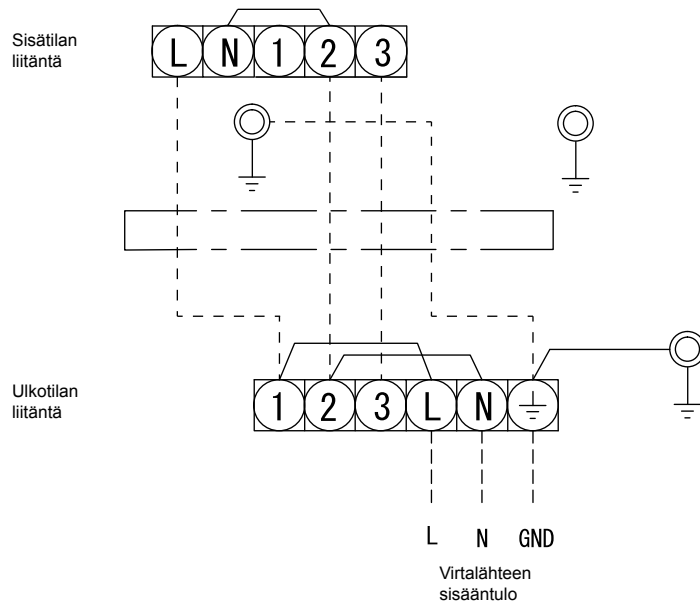 Sisätilan
liitäntä
L N 1 2 3
Ulkotilan
liitäntä
1 2 3 L N
L N GND
Virtalähteen
sisääntulo